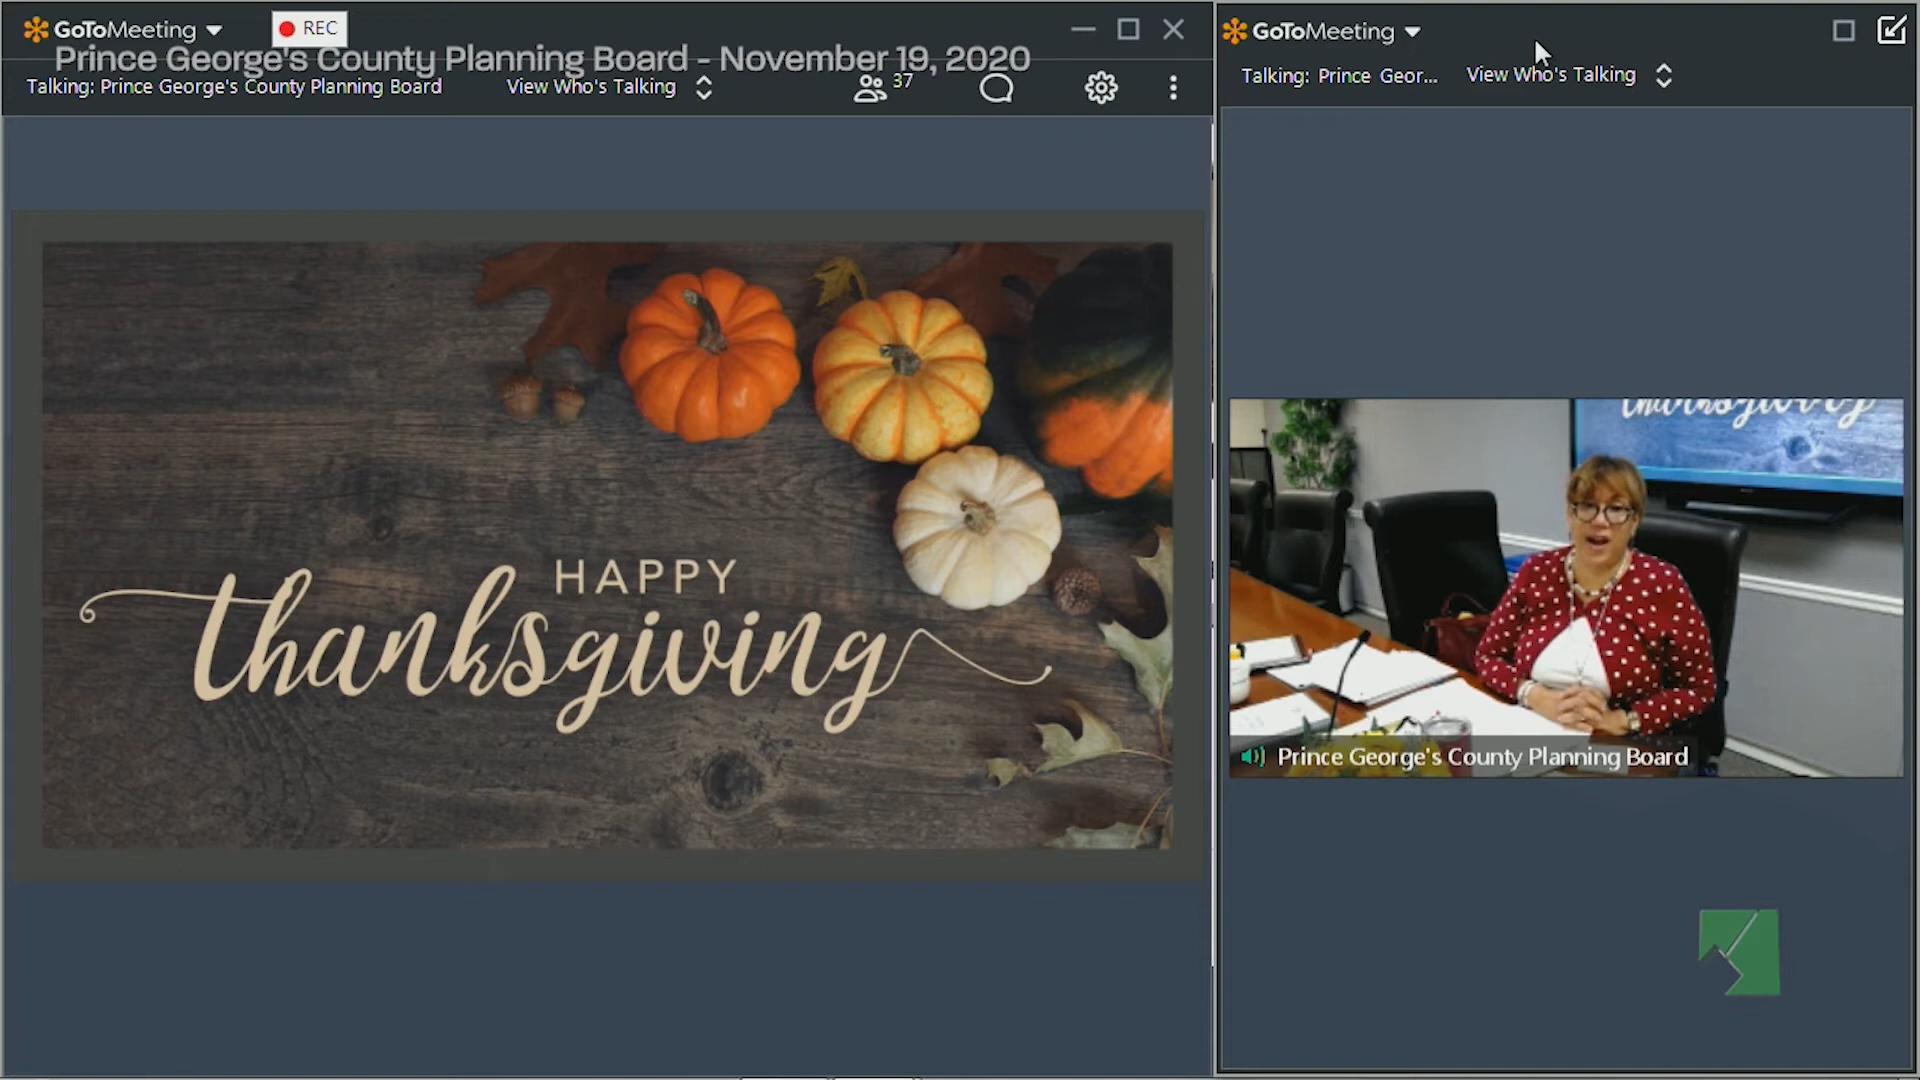 GoToMeeting
REC
Prince George's County Planning Board - November 19, 2020
Talking: Prince George's County Planning Board
View Who's Talking
37
HAPPY
thanksgiving
GoToMeeting
Talking: Prince Geor...
View Who's Talking
thanksgiving
Prince George's County Planning Board